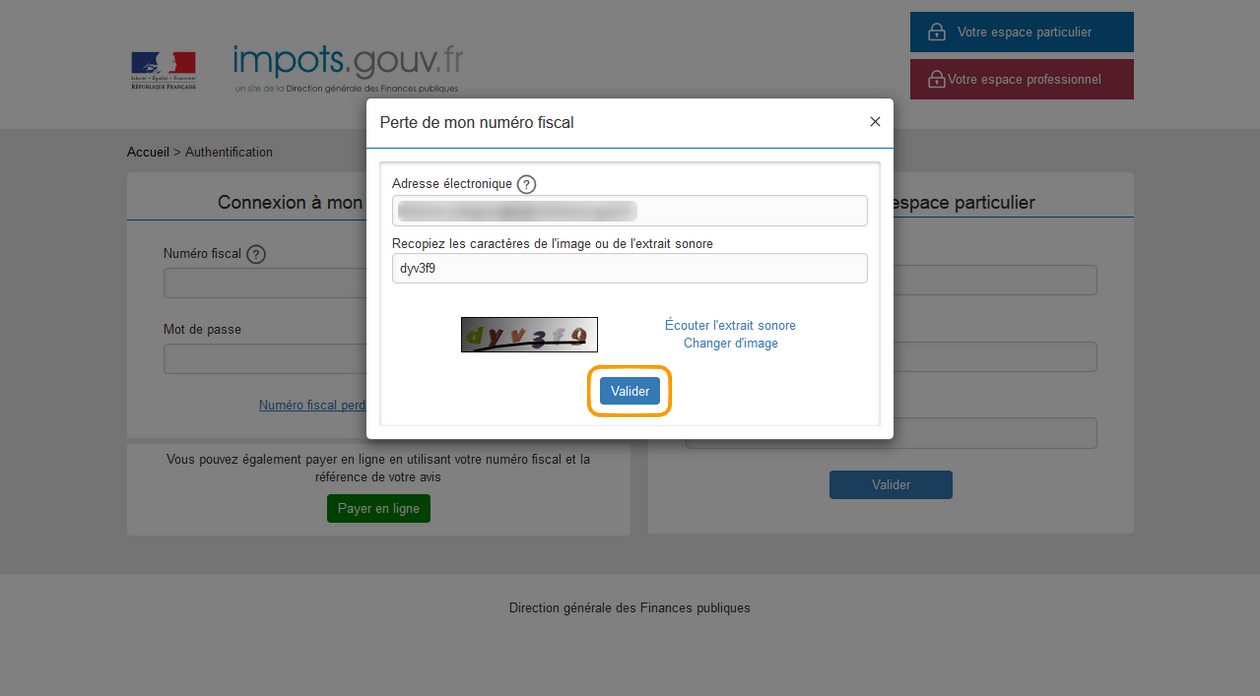 Votre espace particulier
Liberté • Égalité • Fraternité
RÉPUBLIQUE FRANÇAISE
impots.gouv.fr
un site de la Direction générale des Finances publiques
Votre espace professionnel
Accueil > Authentification
Perte de mon numéro fiscal
Adresse électronique ?
Recopiez les caractères de l'image ou de l'extrait sonore
dyv3f9
dyv3f9
Écouter l'extrait sonore
Changer d'image
Valider
Connexion à mon
Numéro fiscal ?
Mot de passe
Numéro fiscal perd
Vous pouvez également payer en ligne en utilisant votre numéro fiscal et la
référence de votre avis
Payer en ligne
espace particulier
Valider
Direction générale des Finances publiques